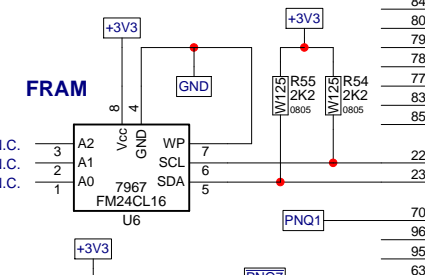 84
+3V3
80
+3V3
79
78
FRAM
GND
W125
R55
2K2
0805
W125
R54
2K2
0805
77
83
85
8
4
Vcc
GND
I.C.
3
A2
WP
7
I.C.
2
A1
SCL
6
22
I.C.
1
A0
SDA
5
23
7967
FM24CL16
U6
PNQ1
70
96
+3V3
95
63